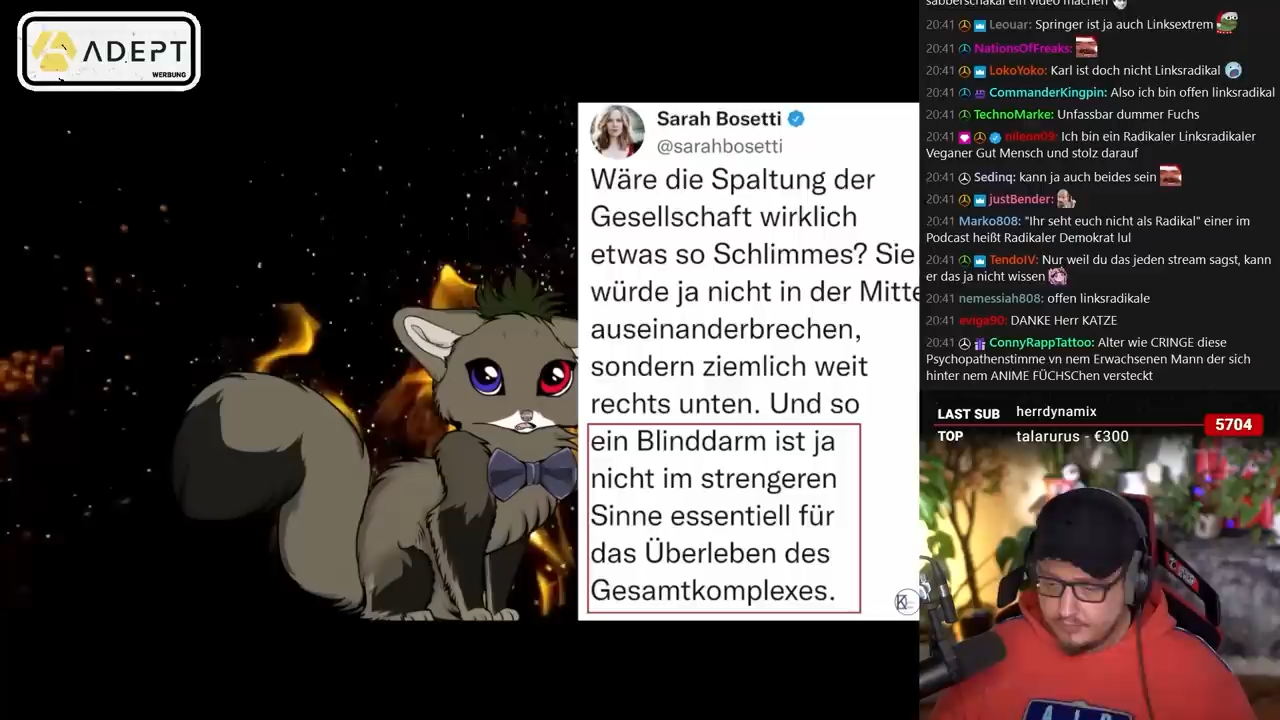 ADEPT
WERBUNG
Sarah Bosetti
@sarahbosetti
Wäre die Spaltung der
Gesellschaft wirklich
etwas so Schlimmes? Sie
würde ja nicht in der Mitte
auseinanderbrechen,
sondern ziemlich weit
rechts unten. Und so
ein Blinddarm ist ja
nicht im strengeren
Sinne essentiell für
das Überleben des
Gesamtkomplexes.
sabberschakal ein video machen
20:41 Leouar: Springer ist ja auch Linksextrem
20:41 NationsOfFreaks:
20:41 LokoYoko: Karl ist doch nicht Linksradikal
20:41 CommanderKingpin: Also ich bin offen linksradikal
20:41 TechnoMarke: Unfassbar dummer Fuchs
20:41 nileon09: Ich bin ein Radikaler Linksradikaler
Veganer Gut Mensch und stolz darauf
20:41 Sedinq: kann ja auch beides sein
20:41 justBender:
20:41 Marko808: "Ihr seht euch nicht als Radikal" einer im
Podcast heißt Radikaler Demokrat lul
20:41 TendoIV: Nur weil du das jeden stream sagst, kann
er das ja nicht wissen
20:41 nemessiah808: offen linksradikale
20:41 eviga90: DANKE Herr KATZE
20:41 ConnyRappTattoo: Alter wie CRINGE diese
Psychopathenstimme vn nem Erwachsenen Mann der sich
hinter nem ANIME FÜCHSChen versteckt
LAST SUB herrdynamix
TOP talarurus - €300
5704